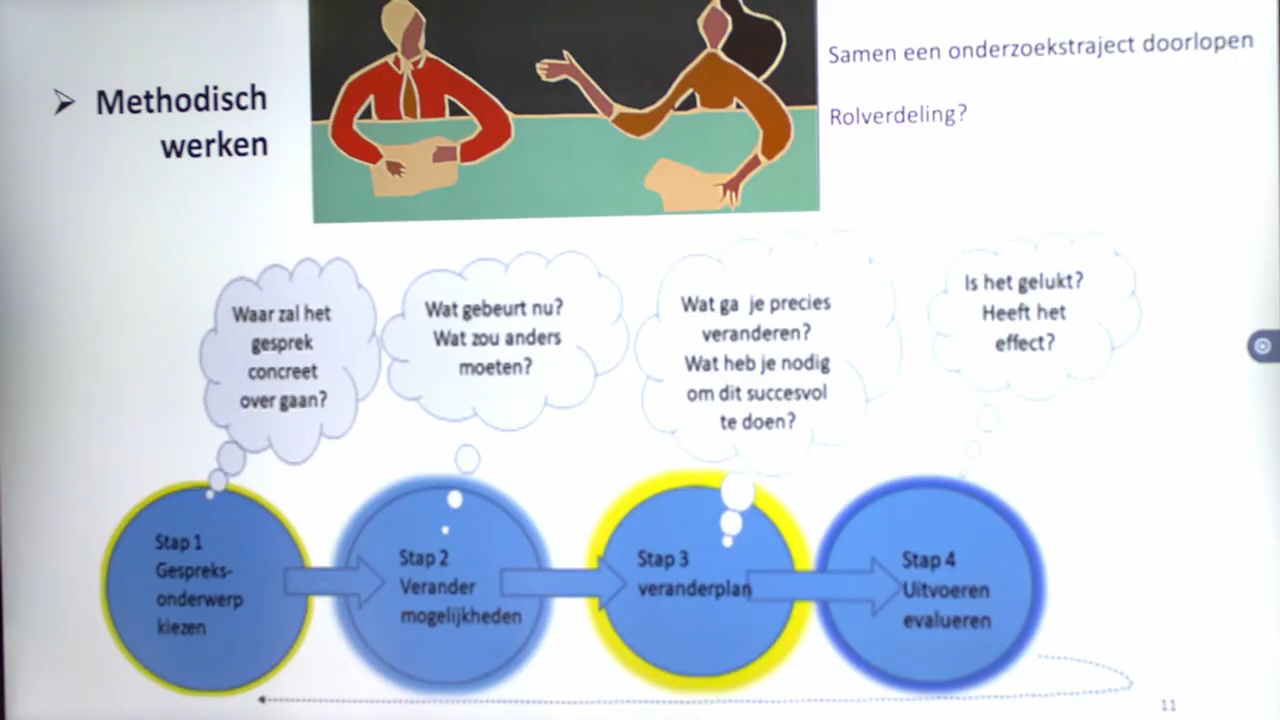 Methodisch
werken
Samen een onderzoekstraject doorlopen
Rolverdeling?
Waar zal het
gesprek
concreet
over gaan?
Wat gebeurt nu?
Wat zou anders
moeten?
Wat ga je precies
veranderen?
Wat heb je nodig
om dit succesvol
te doen?
Is het gelukt?
Heeft het
effect?
Stap 1
Gespreks-
onderwerp
kiezen
Stap 2
Verander
mogelijkheden
Stap 3
veranderplan
Stap 4
Uitvoeren
evalueren
11